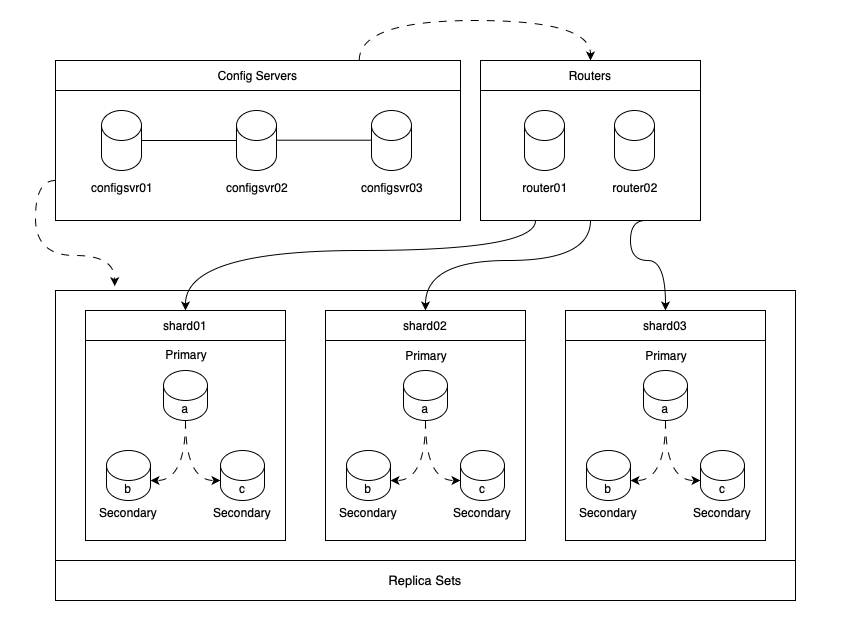 Config Servers
Routers
configsvr01
configsvr02
configsvr03
router01
router02
shard01
shard02
shard03
Primary
Primary
Primary
a
a
a
b
c
b
c
b
c
Secondary
Secondary
Secondary
Secondary
Secondary
Secondary
Replica Sets